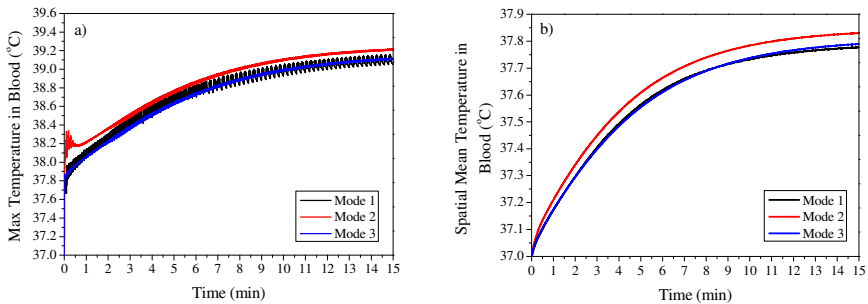 a)
Max Temperature in Blood (°C)
39.6
39.4
39.2
39.0
38.8
38.6
38.4
38.2
38.0
37.8
37.6
37.4
37.2
37.0
Mode 1
Mode 2
Mode 3
0 1 2 3 4 5 6 7 8 9 10 11 12 13 14 15
Time (min)
b)
Spatial Mean Temperature in
Blood (°C)
37.9
37.8
37.7
37.6
37.5
37.4
37.3
37.2
37.1
37.0
Mode 1
Mode 2
Mode 3
0 1 2 3 4 5 6 7 8 9 10 11 12 13 14 15
Time (min)